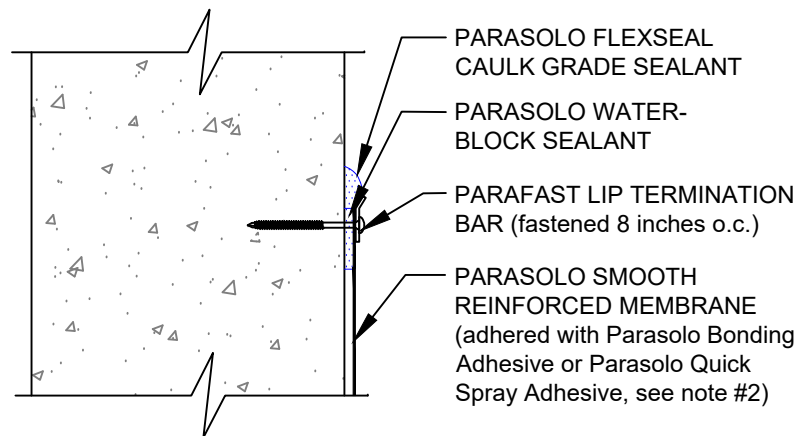 PARASOLO FLEXSEAL
CAULK GRADE SEALANT
PARASOLO WATER-
BLOCK SEALANT
PARAFAST LIP TERMINATION
BAR (fastened 8 inches o.c.)
PARASOLO SMOOTH
REINFORCED MEMBRANE
(adhered with Parasolo Bonding
Adhesive or Parasolo Quick
Spray Adhesive, see note #2)